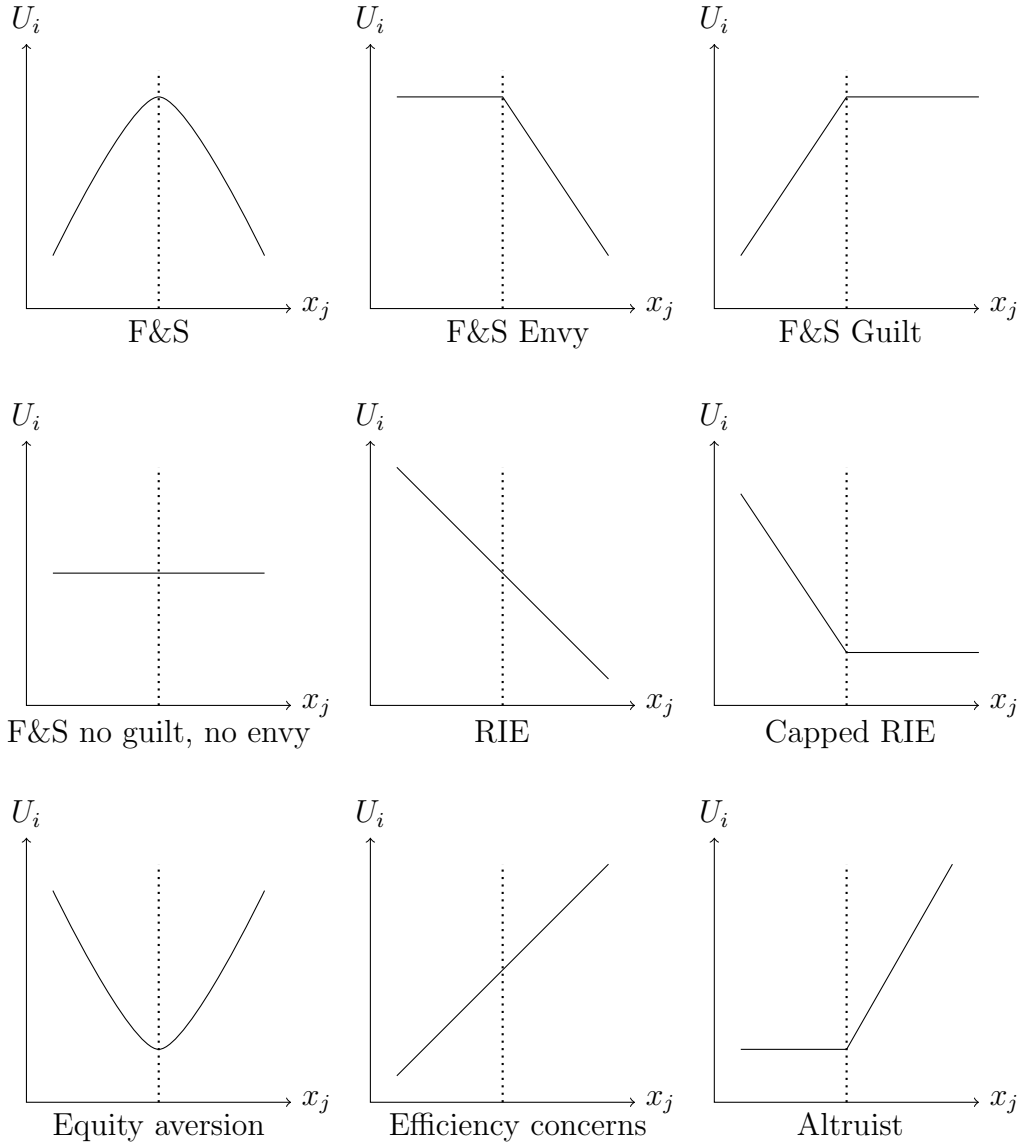 U_i U_i U_i
x_j x_j x_j
F&S F&S Envy F&S Guilt
U_i U_i U_i
x_j x_j x_j
F&S no guilt, no envy RIE Capped RIE
U_i U_i U_i
x_j x_j x_j
Equity aversion Efficiency concerns Altruist